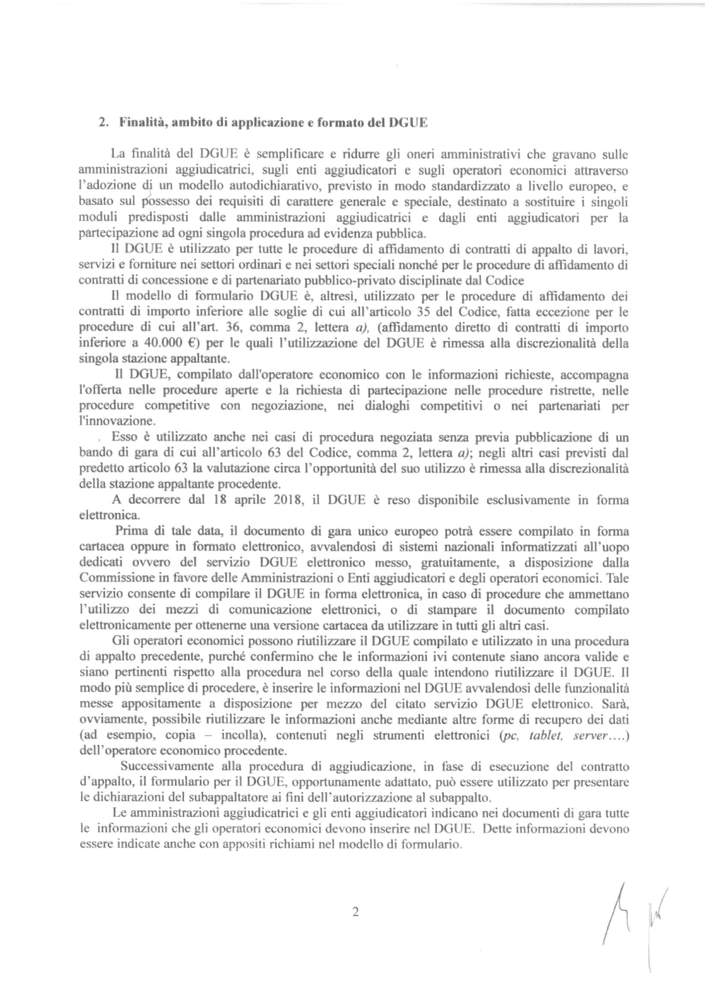 2. Finalità, ambito di applicazione e formato del DGUE
La finalità del DGUE è semplificare e ridurre gli oneri amministrativi che gravano sulle
amministrazioni aggiudicatrici, sugli enti aggiudicatori e sugli operatori economici attraverso
l’adozione di un modello autodichiarativo, previsto in modo standardizzato a livello europeo, e
basato sul possesso dei requisiti di carattere generale e speciale, destinato a sostituire i singoli
moduli predisposti dalle amministrazioni aggiudicatrici e dagli enti aggiudicatori per la
partecipazione ad ogni singola procedura ad evidenza pubblica.
Il DGUE è utilizzato per tutte le procedure di affidamento di contratti di appalto di lavori,
servizi e forniture nei settori ordinari e nei settori speciali nonché per le procedure di affidamento di
contratti di concessione e di partenariato pubblico-privato disciplinate dal Codice
Il modello di formulario DGUE è, altresì, utilizzato per le procedure di affidamento dei
contratti di importo inferiore alle soglie di cui all’articolo 35 del Codice, fatta eccezione per le
procedure di cui all’art. 36, comma 2, lettera a), (affidamento diretto di contratti di importo
inferiore a 40.000 €) per le quali l’utilizzazione del DGUE è rimessa alla discrezionalità della
singola stazione appaltante.
Il DGUE, compilato dall'operatore economico con le informazioni richieste, accompagna
l'offerta nelle procedure aperte e la richiesta di partecipazione nelle procedure ristrette, nelle
procedure competitive con negoziazione, nei dialoghi competitivi o nei partenariati per
l'innovazione.
Esso è utilizzato anche nei casi di procedura negoziata senza previa pubblicazione di un
bando di gara di cui all’articolo 63 del Codice, comma 2, lettera a); negli altri casi previsti dal
predetto articolo 63 la valutazione circa l’opportunità del suo utilizzo è rimessa alla discrezionalità
della stazione appaltante procedente.
A decorrere dal 18 aprile 2018, il DGUE è reso disponibile esclusivamente in forma
elettronica.
Prima di tale data, il documento di gara unico europeo potrà essere compilato in forma
cartacea oppure in formato elettronico, avvalendosi di sistemi nazionali informatizzati all’uopo
dedicati ovvero del servizio DGUE elettronico messo, gratuitamente, a disposizione dalla
Commissione in favore delle Amministrazioni o Enti aggiudicatori e degli operatori economici. Tale
servizio consente di compilare il DGUE in forma elettronica, in caso di procedure che ammettano
l’utilizzo dei mezzi di comunicazione elettronici, o di stampare il documento compilato
elettronicamente per ottenerne una versione cartacea da utilizzare in tutti gli altri casi.
Gli operatori economici possono riutilizzare il DGUE compilato e utilizzato in una procedura
di appalto precedente, purché confermino che le informazioni ivi contenute siano ancora valide e
siano pertinenti rispetto alla procedura nel corso della quale intendono riutilizzare il DGUE. Il
modo più semplice di procedere, è inserire le informazioni nel DGUE avvalendosi delle funzionalità
messe appositamente a disposizione per mezzo del citato servizio DGUE elettronico. Sarà,
ovviamente, possibile riutilizzare le informazioni anche mediante altre forme di recupero dei dati
(ad esempio, copia – incolla), contenuti negli strumenti elettronici (pc, tablet, server....)
dell’operatore economico procedente.
Successivamente alla procedura di aggiudicazione, in fase di esecuzione del contratto
d’appalto, il formulario per il DGUE, opportunamente adattato, può essere utilizzato per presentare
le dichiarazioni del subappaltatore ai fini dell’autorizzazione al subappalto.
Le amministrazioni aggiudicatrici e gli enti aggiudicatori indicano nei documenti di gara tutte
le informazioni che gli operatori economici devono inserire nel DGUE. Dette informazioni devono
essere indicate anche con appositi richiami nel modello di formulario.
2